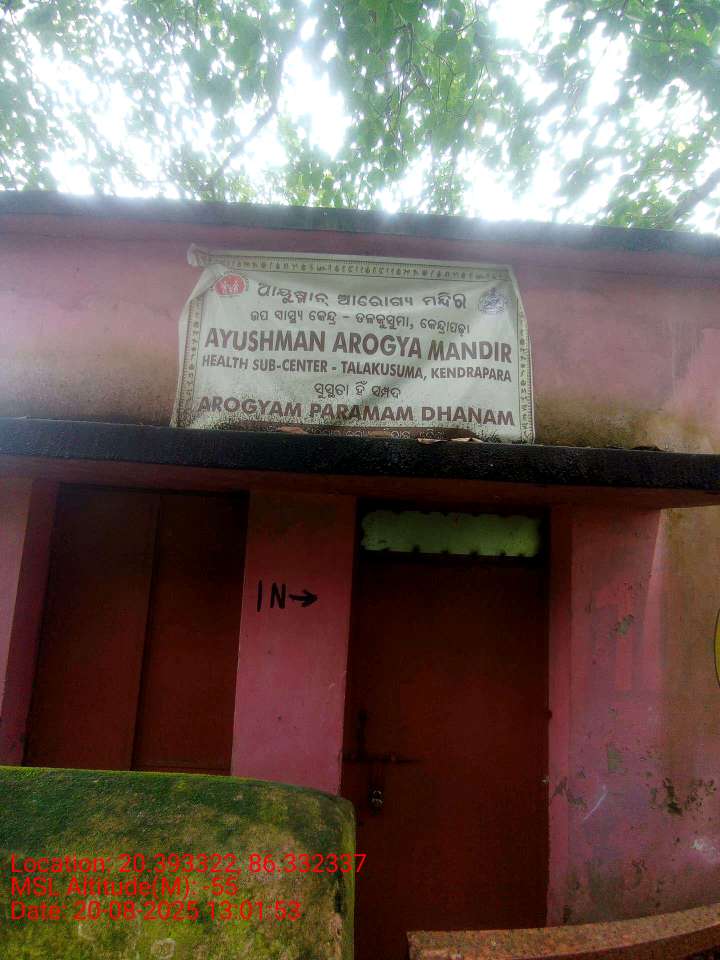 ଆୟୁଷ୍ମାନ୍ ଆରୋଗ୍ୟ ମନ୍ଦିର
ଉପ ସ୍ୱାସ୍ଥ୍ୟ କେନ୍ଦ୍ର - ତଳକୁସୁମା, କେନ୍ଦ୍ରାପଡ଼ା
AYUSHMAN AROGYA MANDIR
HEALTH SUB-CENTER - TALAKUSUMA, KENDRAPARA
ସୁସ୍ଥତା ହିଁ ସମ୍ପଦ
AROGYAM PARAMAM DHANAM
IN→
Location: 20.393322, 86.332337
MSL Altitude(M): -55
Date: 20-08-2025 13:01:53